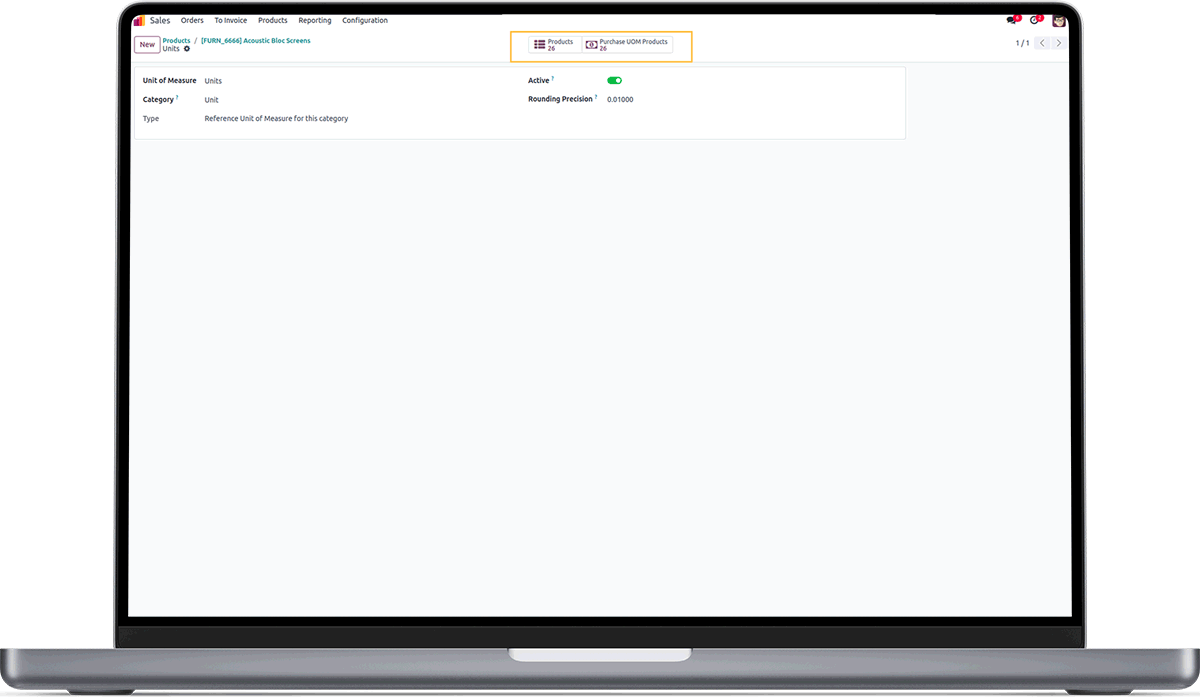 Sales Orders To Invoice Products Reporting Configuration
New Products / [FURN_6666] Acoustic Bloc Screens
Units
Products
26
Purchase UOM Products
26
1 / 1
Unit of Measure Units
Active ?
Category ? Unit
Rounding Precision ? 0.01000
Type Reference Unit of Measure for this category